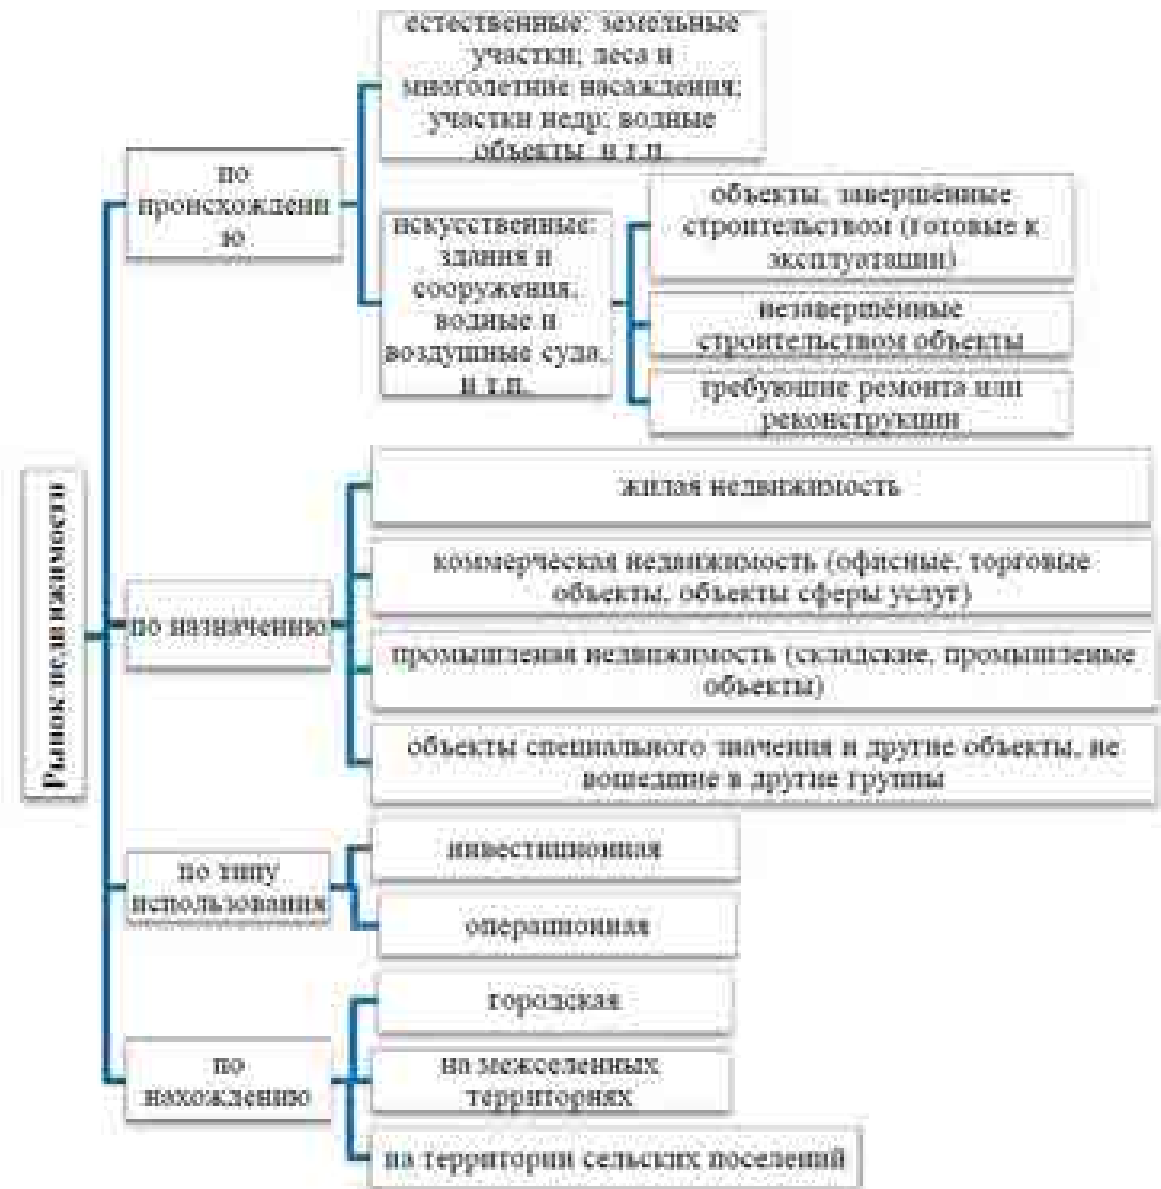 Рынок недвижимости
по
происхождени
ю
естественные: земельные
участки; леса и
многолетние насаждения;
участки недр; водные
объекты и т.п.
искусственные:
здания и
сооружения,
водные и
воздушные суда,
и т.п.
объекты, завершённые
строительством (готовые к
эксплуатации)
незавершённые
строительством объекты
требующие ремонта или
реконструкции
по назначению
жилая недвижимость
коммерческая недвижимость (офисные, торговые
объекты, объекты сферы услуг)
промышленая недвижимость (складские, промышленые
объекты)
объекты специального значения и другие объекты, не
вошедшие в другие группы
по типу
использования
инвестиционная
операционная
по
нахождению
городская
на межселенных
территориях
на территории сельских поселений